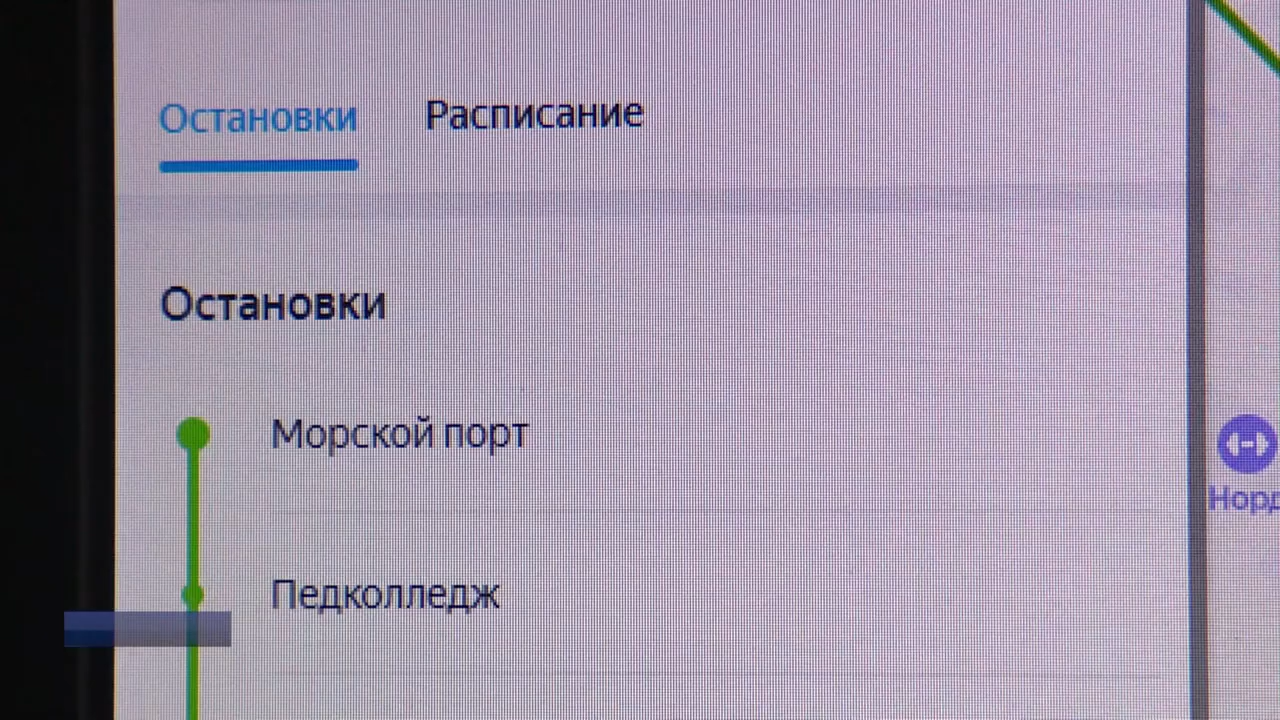 Остановки Расписание
Остановки
Морской порт
Педколледж